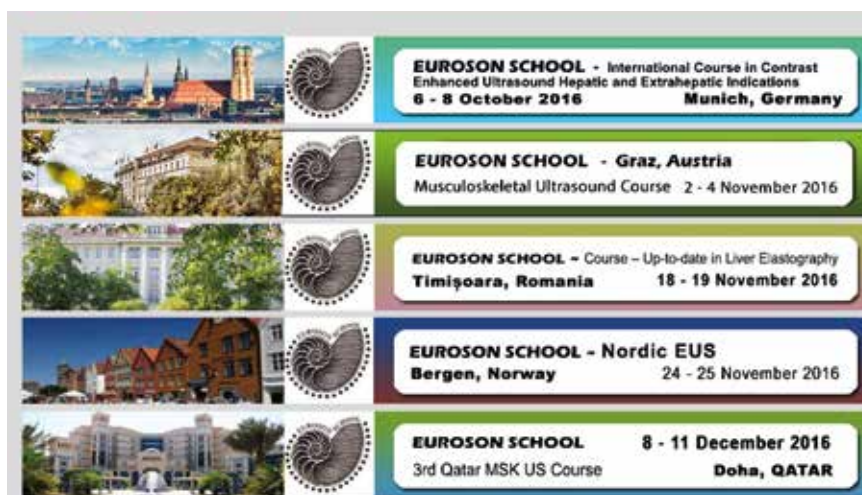 EUROSON SCHOOL - International Course in Contrast
Enhanced Ultrasound Hepatic and Extrahepatic Indications
6 - 8 October 2016 Munich, Germany
EUROSON SCHOOL - Graz, Austria
Musculoskeletal Ultrasound Course 2 - 4 November 2016
EUROSON SCHOOL ~ Course – Up-to-date in Liver Elastography
Timișoara, Romania 18 - 19 November 2016
EUROSON SCHOOL ~ Nordic EUS
Bergen, Norway 24 - 25 November 2016
EUROSON SCHOOL 8 - 11 December 2016
3rd Qatar MSK US Course Doha, QATAR